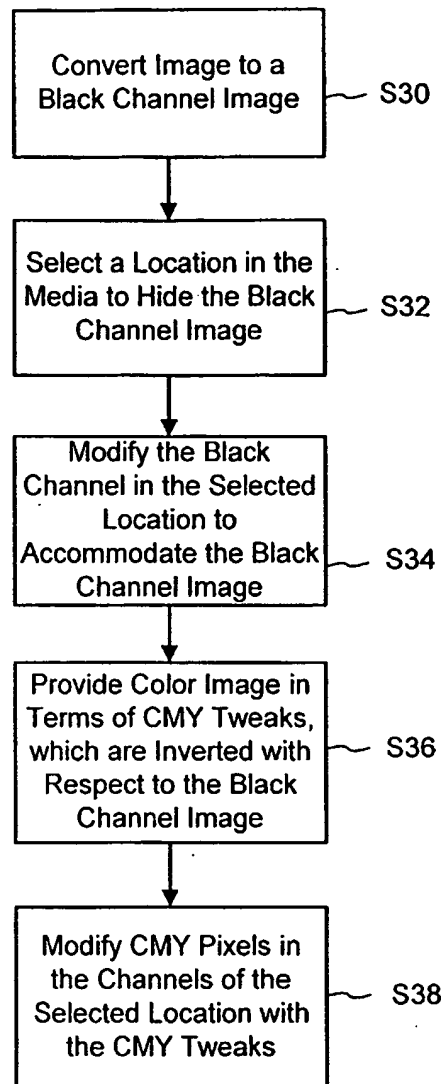 Convert Image to a
Black Channel Image
S30
Select a Location in the
Media to Hide the Black
Channel Image
S32
Modify the Black
Channel in the Selected
Location to
Accommodate the Black
Channel Image
S34
Provide Color Image in
Terms of CMY Tweaks,
which are Inverted with
Respect to the Black
Channel Image
S36
Modify CMY Pixels in
the Channels of the
Selected Location with
the CMY Tweaks
S38